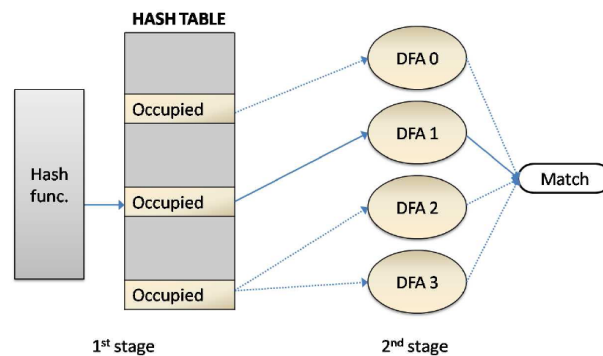 HASH TABLE
DFA 0
Occupied
DFA 1
Hash
func.
Match
Occupied
DFA 2
DFA 3
Occupied
1st stage
2nd stage